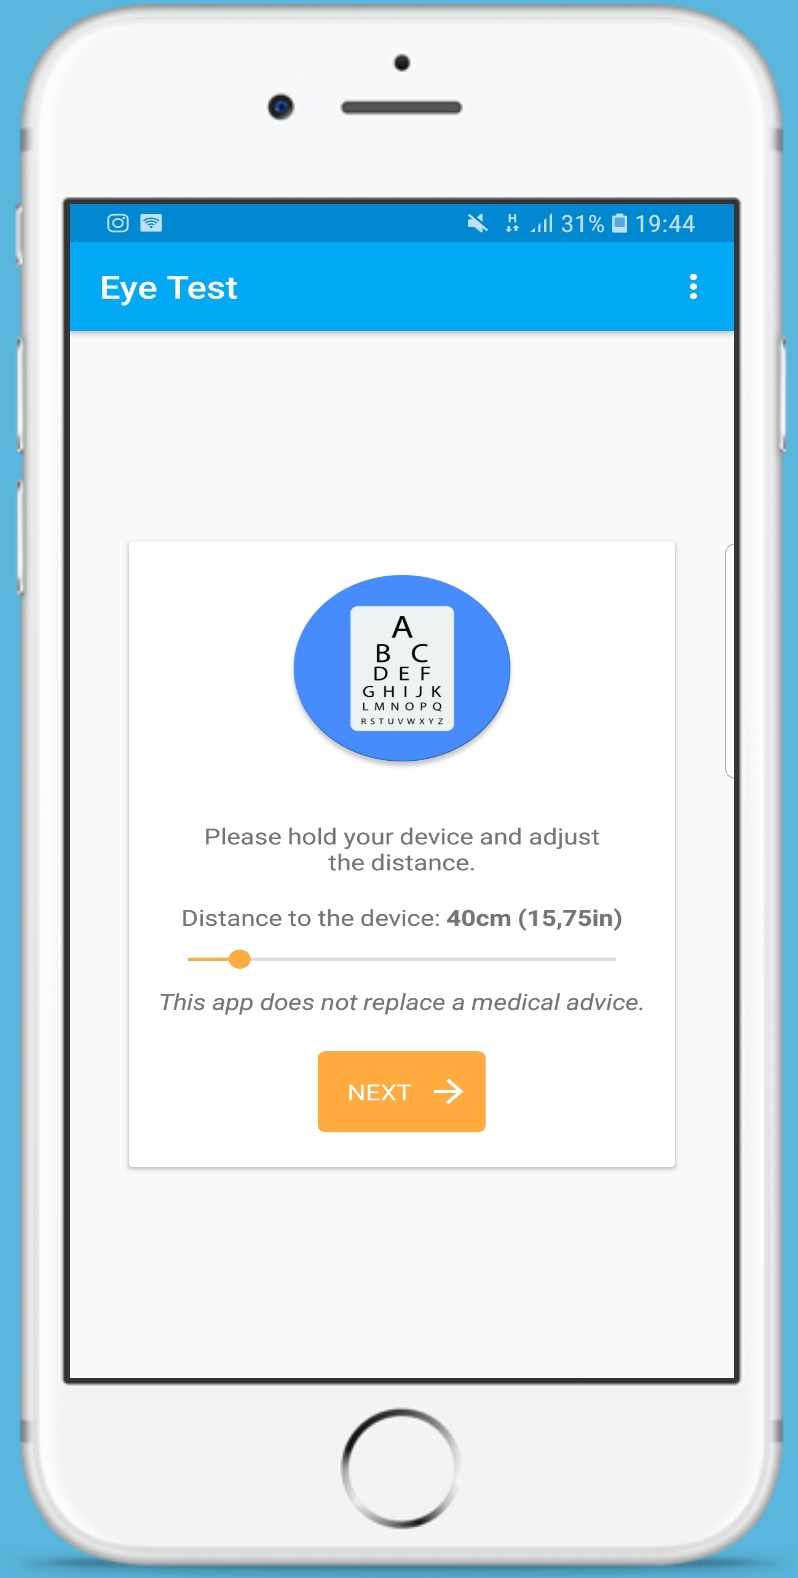 H 31% 19:44
Eye Test
A
B C
D E F
G H I J K
L M N O P Q
R S T U V W X Y Z
Please hold your device and adjust
the distance.
Distance to the device: 40cm (15,75in)
This app does not replace a medical advice.
NEXT